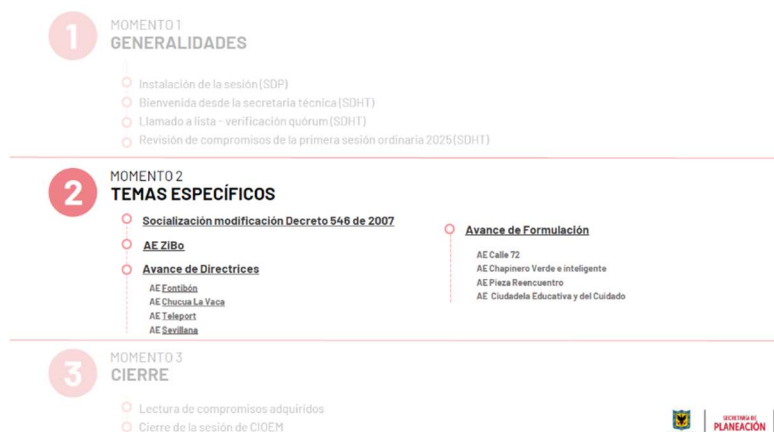 1
MOMENTO 1
GENERALIDADES
Instalación de la sesión (SDP)
Bienvenida desde la secretaria técnica (SDHT)
Llamado a lista - verificación quórum (SDHT)
Revisión de compromisos de la primera sesión ordinaria 2025 (SDHT)
2
MOMENTO 2
TEMAS ESPECÍFICOS
Socialización modificación Decreto 546 de 2007
AE ZiBo
Avance de Directrices
AE Fontibón
AE Chucua La Vaca
AE Teleport
AE Sevillana
Avance de Formulación
AE Calle 72
AE Chapinero Verde e inteligente
AE Pieza Reencuentro
AE Ciudadela Educativa y del Cuidado
3
MOMENTO 3
CIERRE
Lectura de compromisos adquiridos
Cierre de la sesión de CIOEM
SECRETARÍA DE
PLANEACIÓN